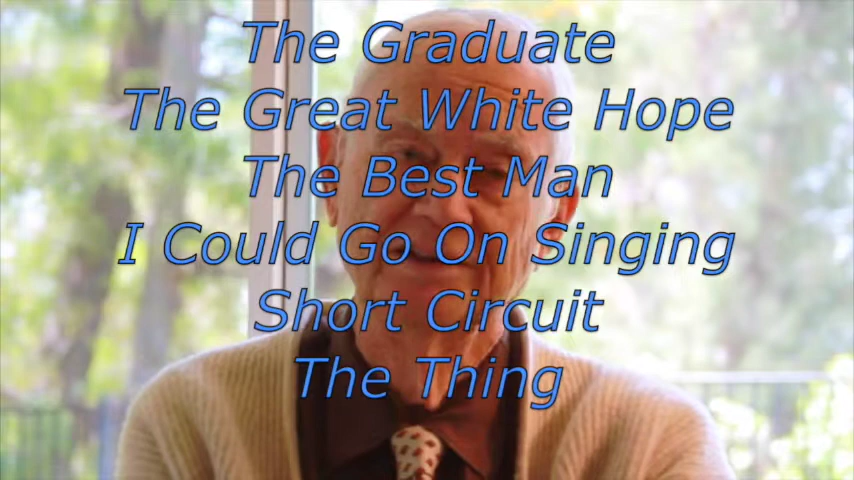 The Graduate
The Great White Hope
The Best Man
I Could Go On Singing
Short Circuit
The Thing